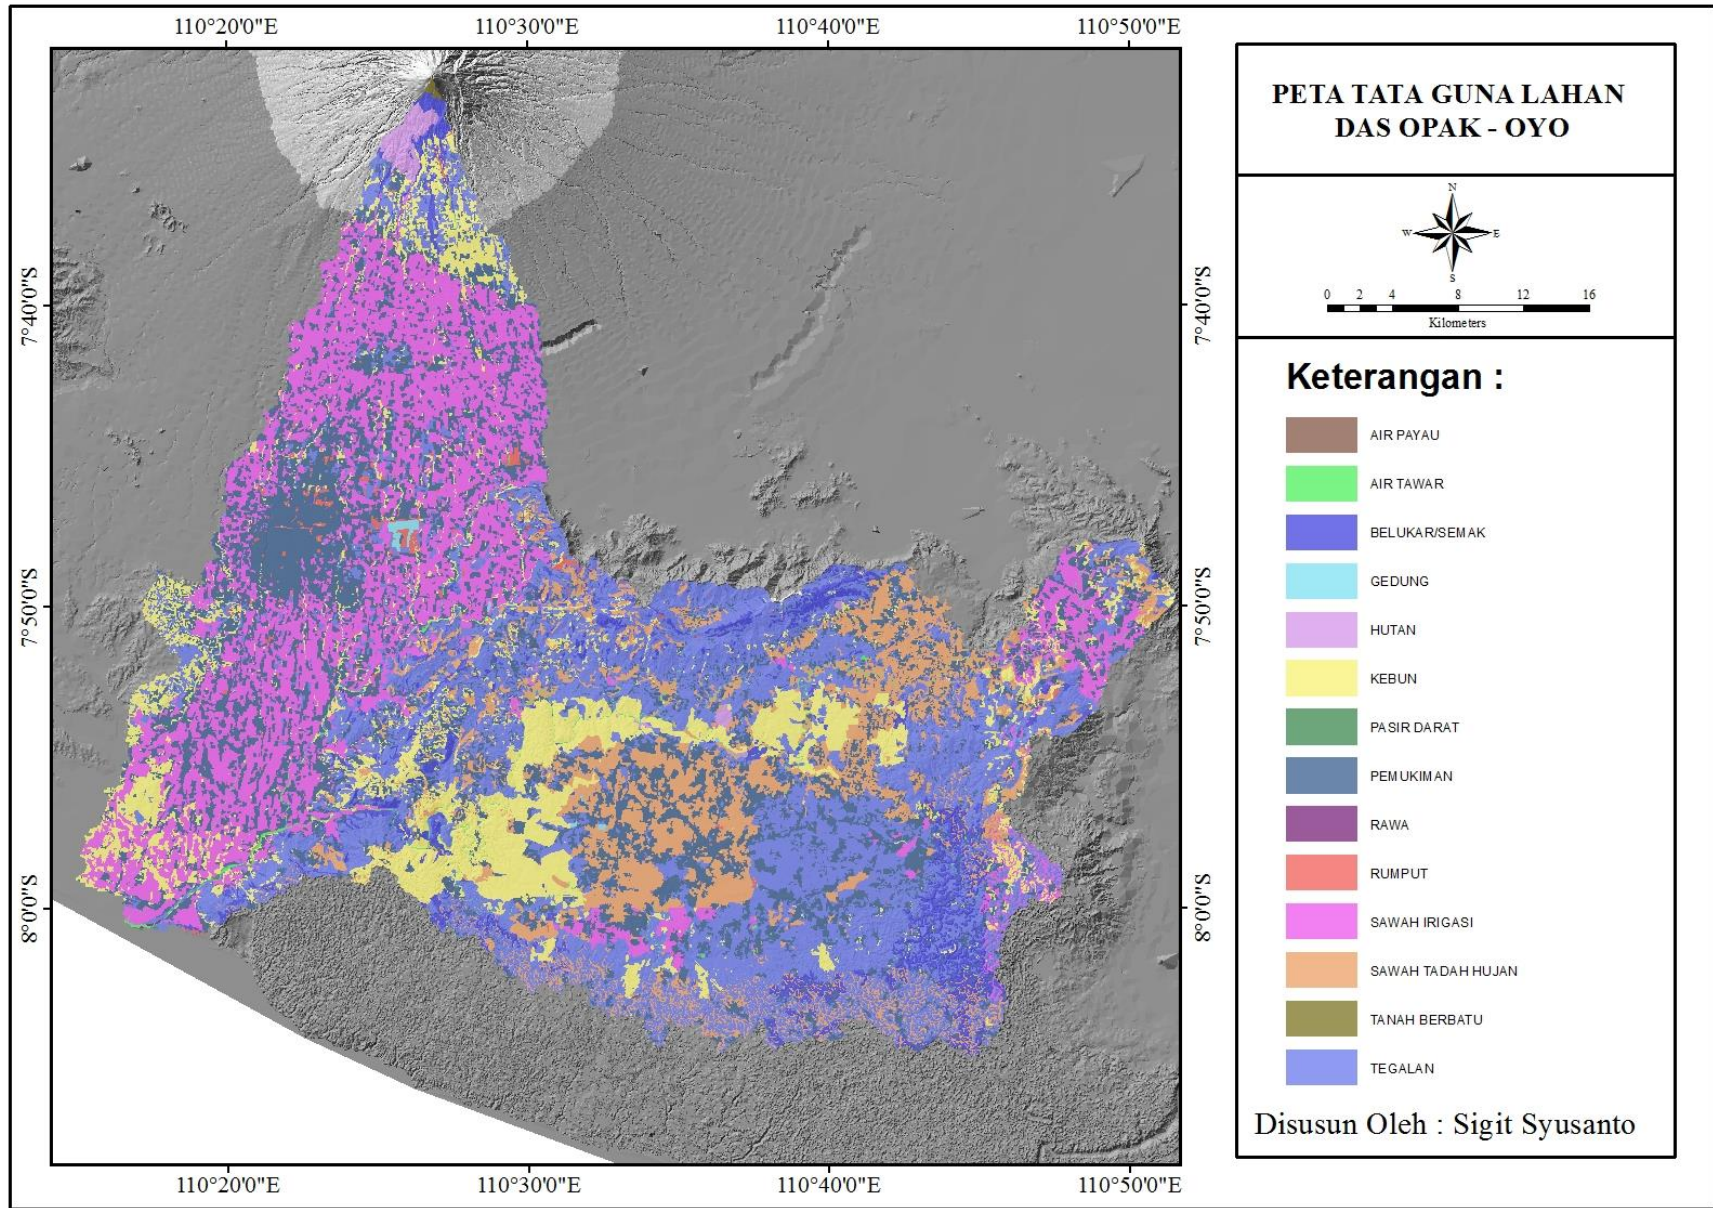 110°20'0"E
110°30'0"E
110°40'0"E
110°50'0"E
7°40'0"S
7°50'0"S
8°0'0"S
7°40'0"S
7°50'0"S
8°0'0"S
110°20'0"E
110°30'0"E
110°40'0"E
110°50'0"E
PETA TATA GUNA LAHAN
DAS OPAK - OYO
N
W
E
S
0 2 4 8 12 16
Kilometers
Keterangan :
AIR PAYAU
AIR TAWAR
BELUKAR/SEMAK
GEDUNG
HUTAN
KEBUN
PASIR DARAT
PEMUKIMAN
RAWA
RUMPUT
SAWAH IRIGASI
SAWAH TADAH HUJAN
TANAH BERBATU
TEGALAN
Disusun Oleh : Sigit Syusanto